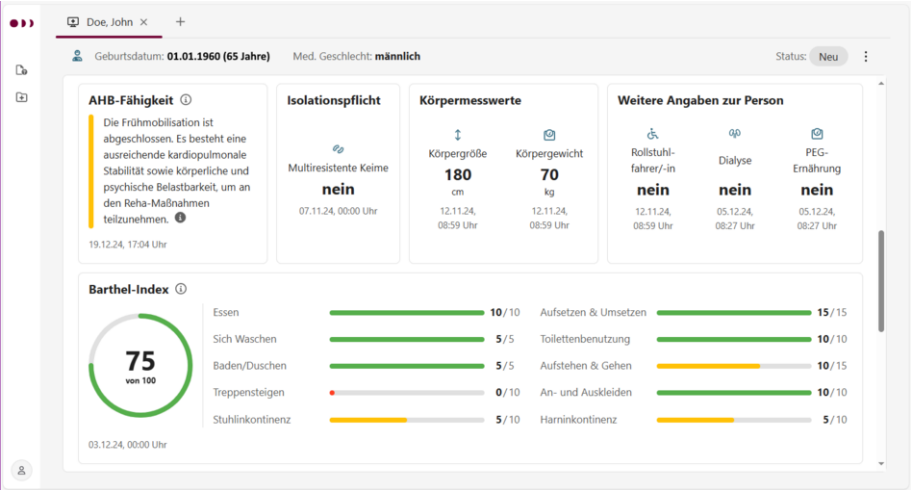 Doe, John
Geburtsdatum: 01.01.1960 (65 Jahre) Med. Geschlecht: männlich Status: Neu
AHB-Fähigkeit
Die Frühmobilisation ist
abgeschlossen. Es besteht eine
ausreichende kardiopulmonale
Stabilität sowie körperliche und
psychische Belastbarkeit, um an
den Reha-Maßnahmen
teilzunehmen.
19.12.24, 17:04 Uhr
Isolationspflicht
Multiresistente Keime
nein
07.11.24, 00:00 Uhr
Körpermesswerte
Körpergröße
180
cm
12.11.24,
08:59 Uhr
Körpergewicht
70
kg
12.11.24,
08:59 Uhr
Weitere Angaben zur Person
Rollstuhl-
fahrer/-in
nein
12.11.24,
08:59 Uhr
Dialyse
nein
05.12.24,
08:27 Uhr
PEG-
Ernährung
nein
05.12.24,
08:27 Uhr
Barthel-Index
75
von 100
03.12.24, 00:00 Uhr
Essen 10/10
Sich Waschen 5/5
Baden/Duschen 5/5
Treppensteigen 0/10
Stuhlinkontinenz 5/10
Aufsetzen & Umsetzen 15/15
Toilettenbenutzung 10/10
Aufstehen & Gehen 10/15
An- und Auskleiden 10/10
Harninkontinenz 5/10